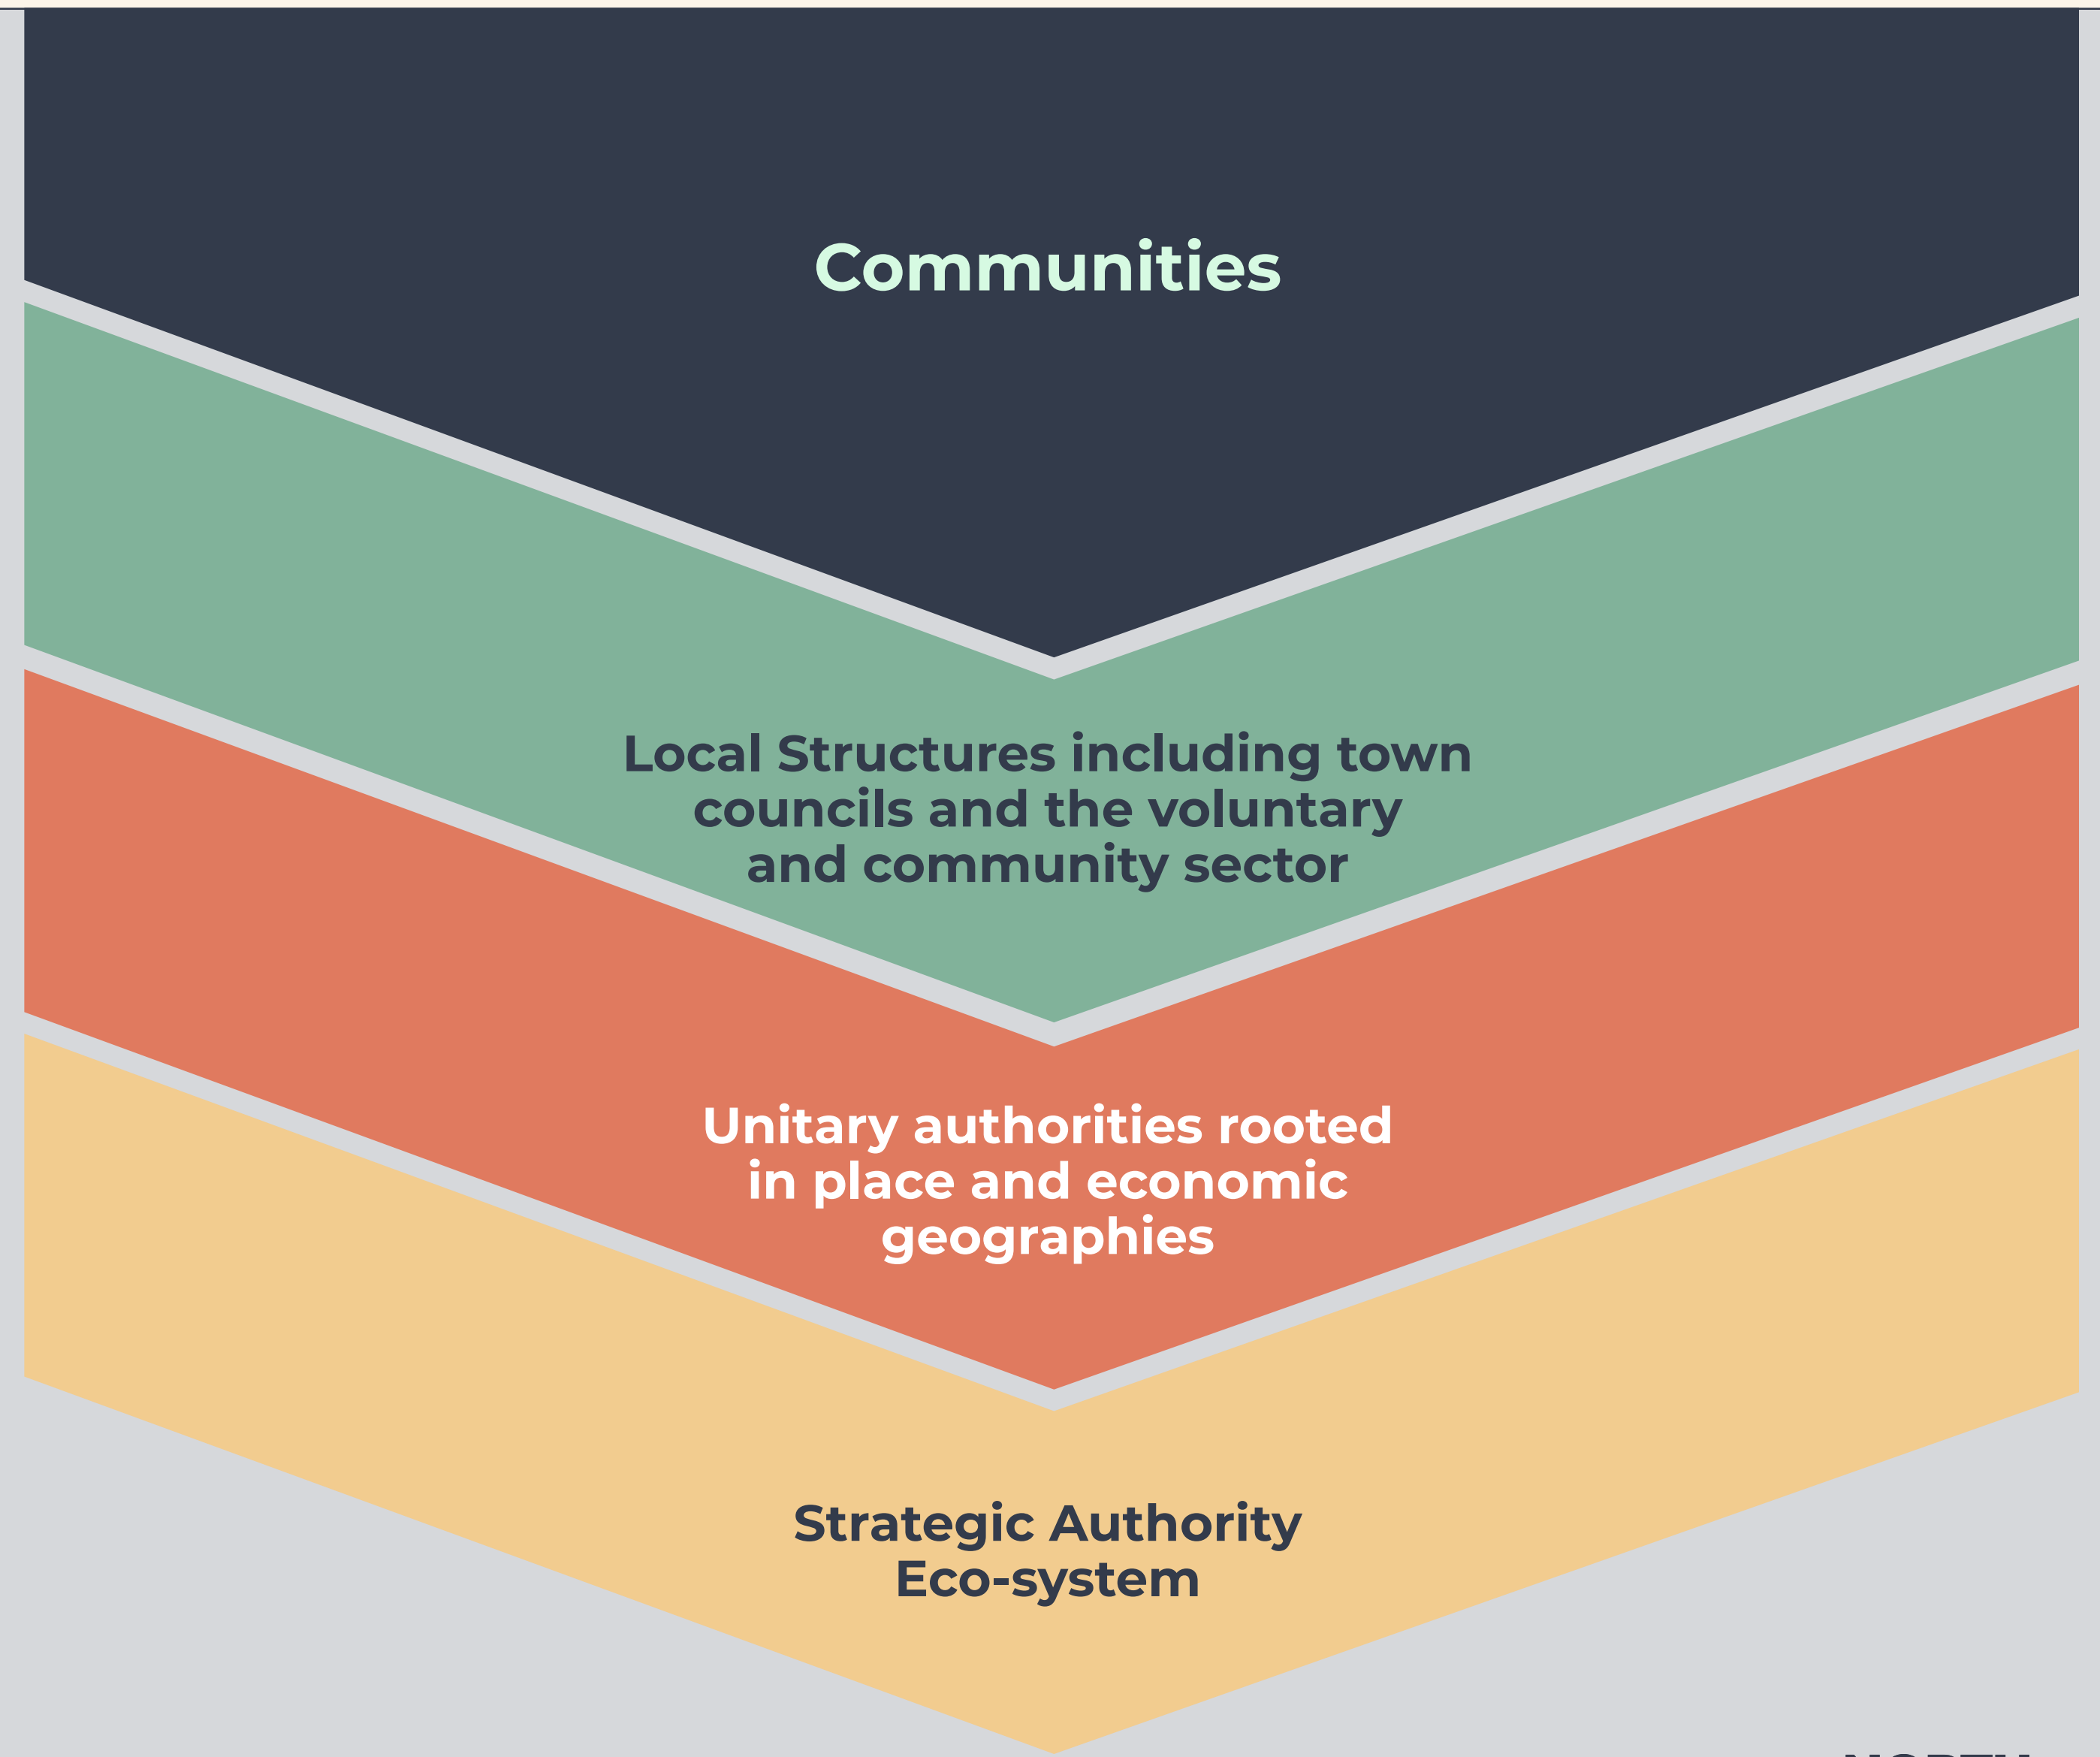 Communities
Local Structures including town
councils and the voluntary
and community sector
Unitary authorities rooted
in place and economic
geographies
Strategic Authority
Eco-system